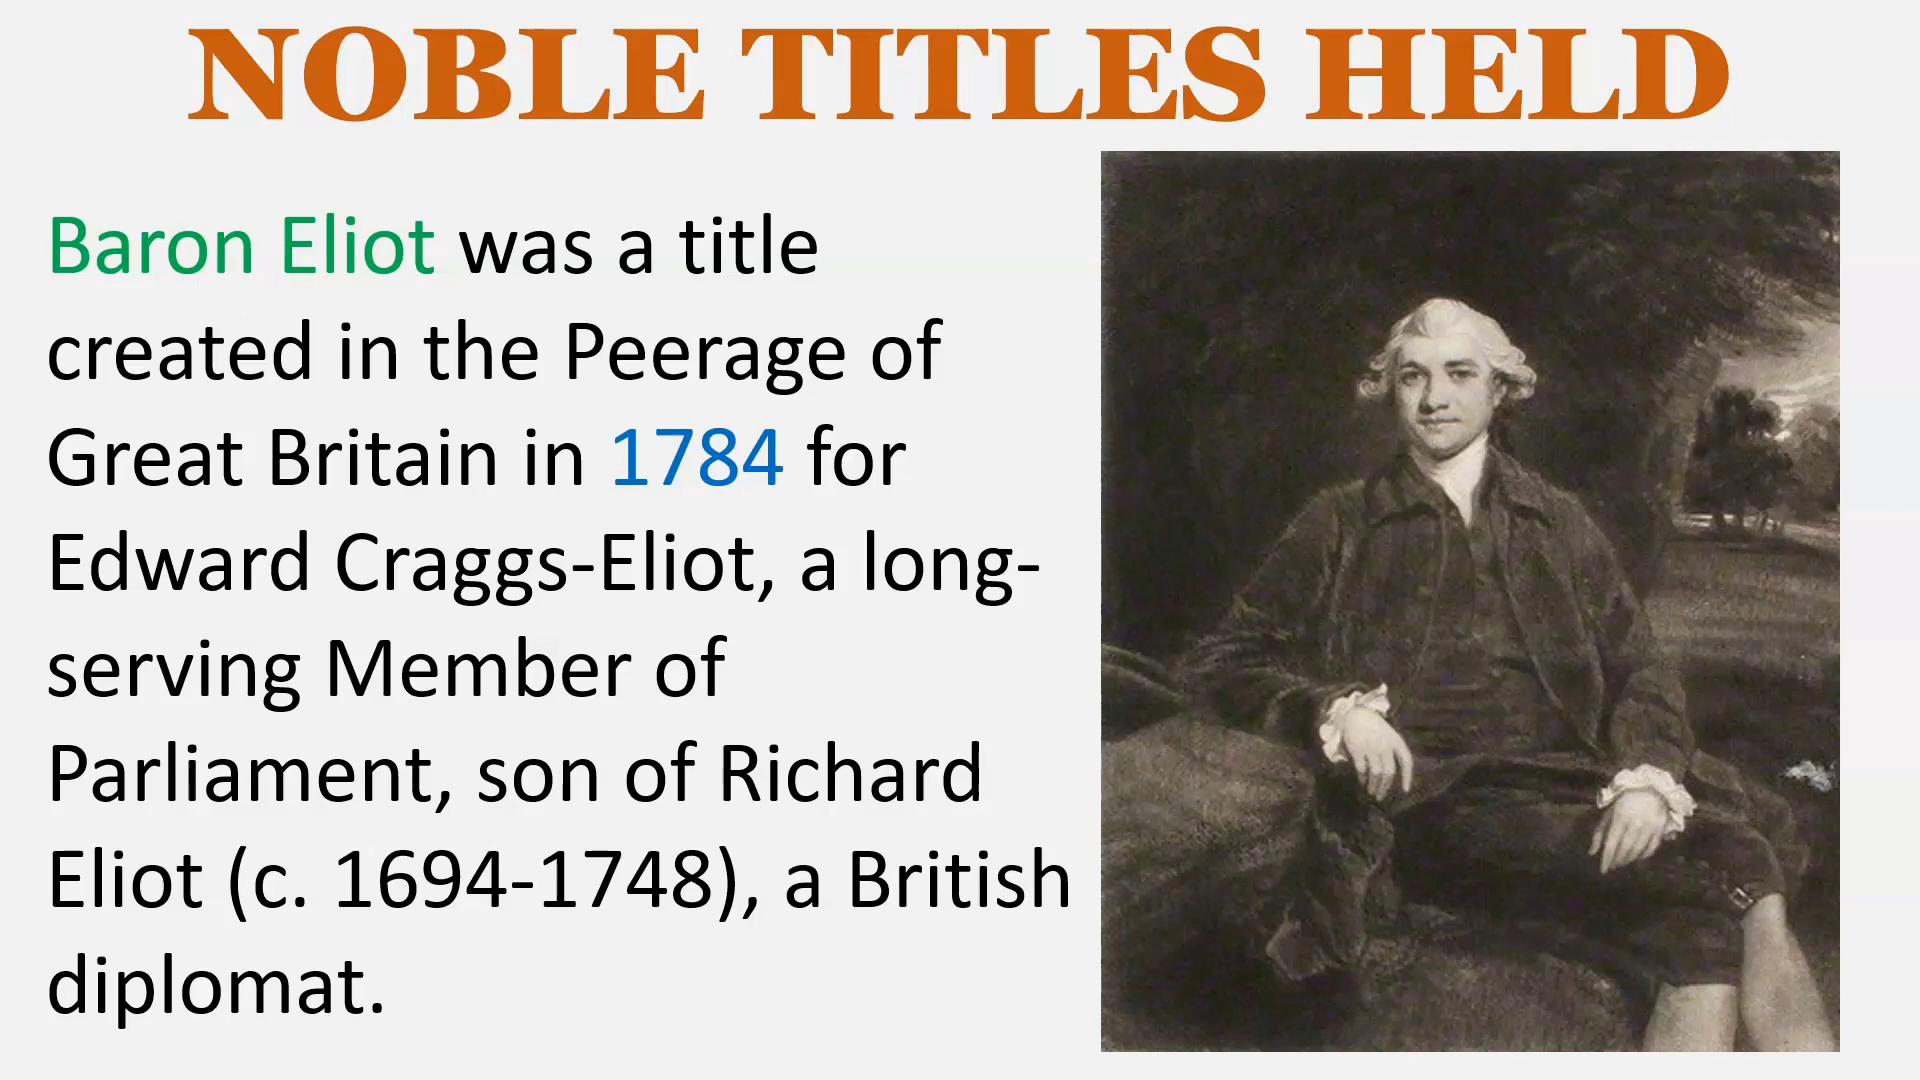 NOBLE TITLES HELD
Baron Eliot was a title
created in the Peerage of
Great Britain in 1784 for
Edward Craggs-Eliot, a long-
serving Member of
Parliament, son of Richard
Eliot (c. 1694-1748), a British
diplomat.